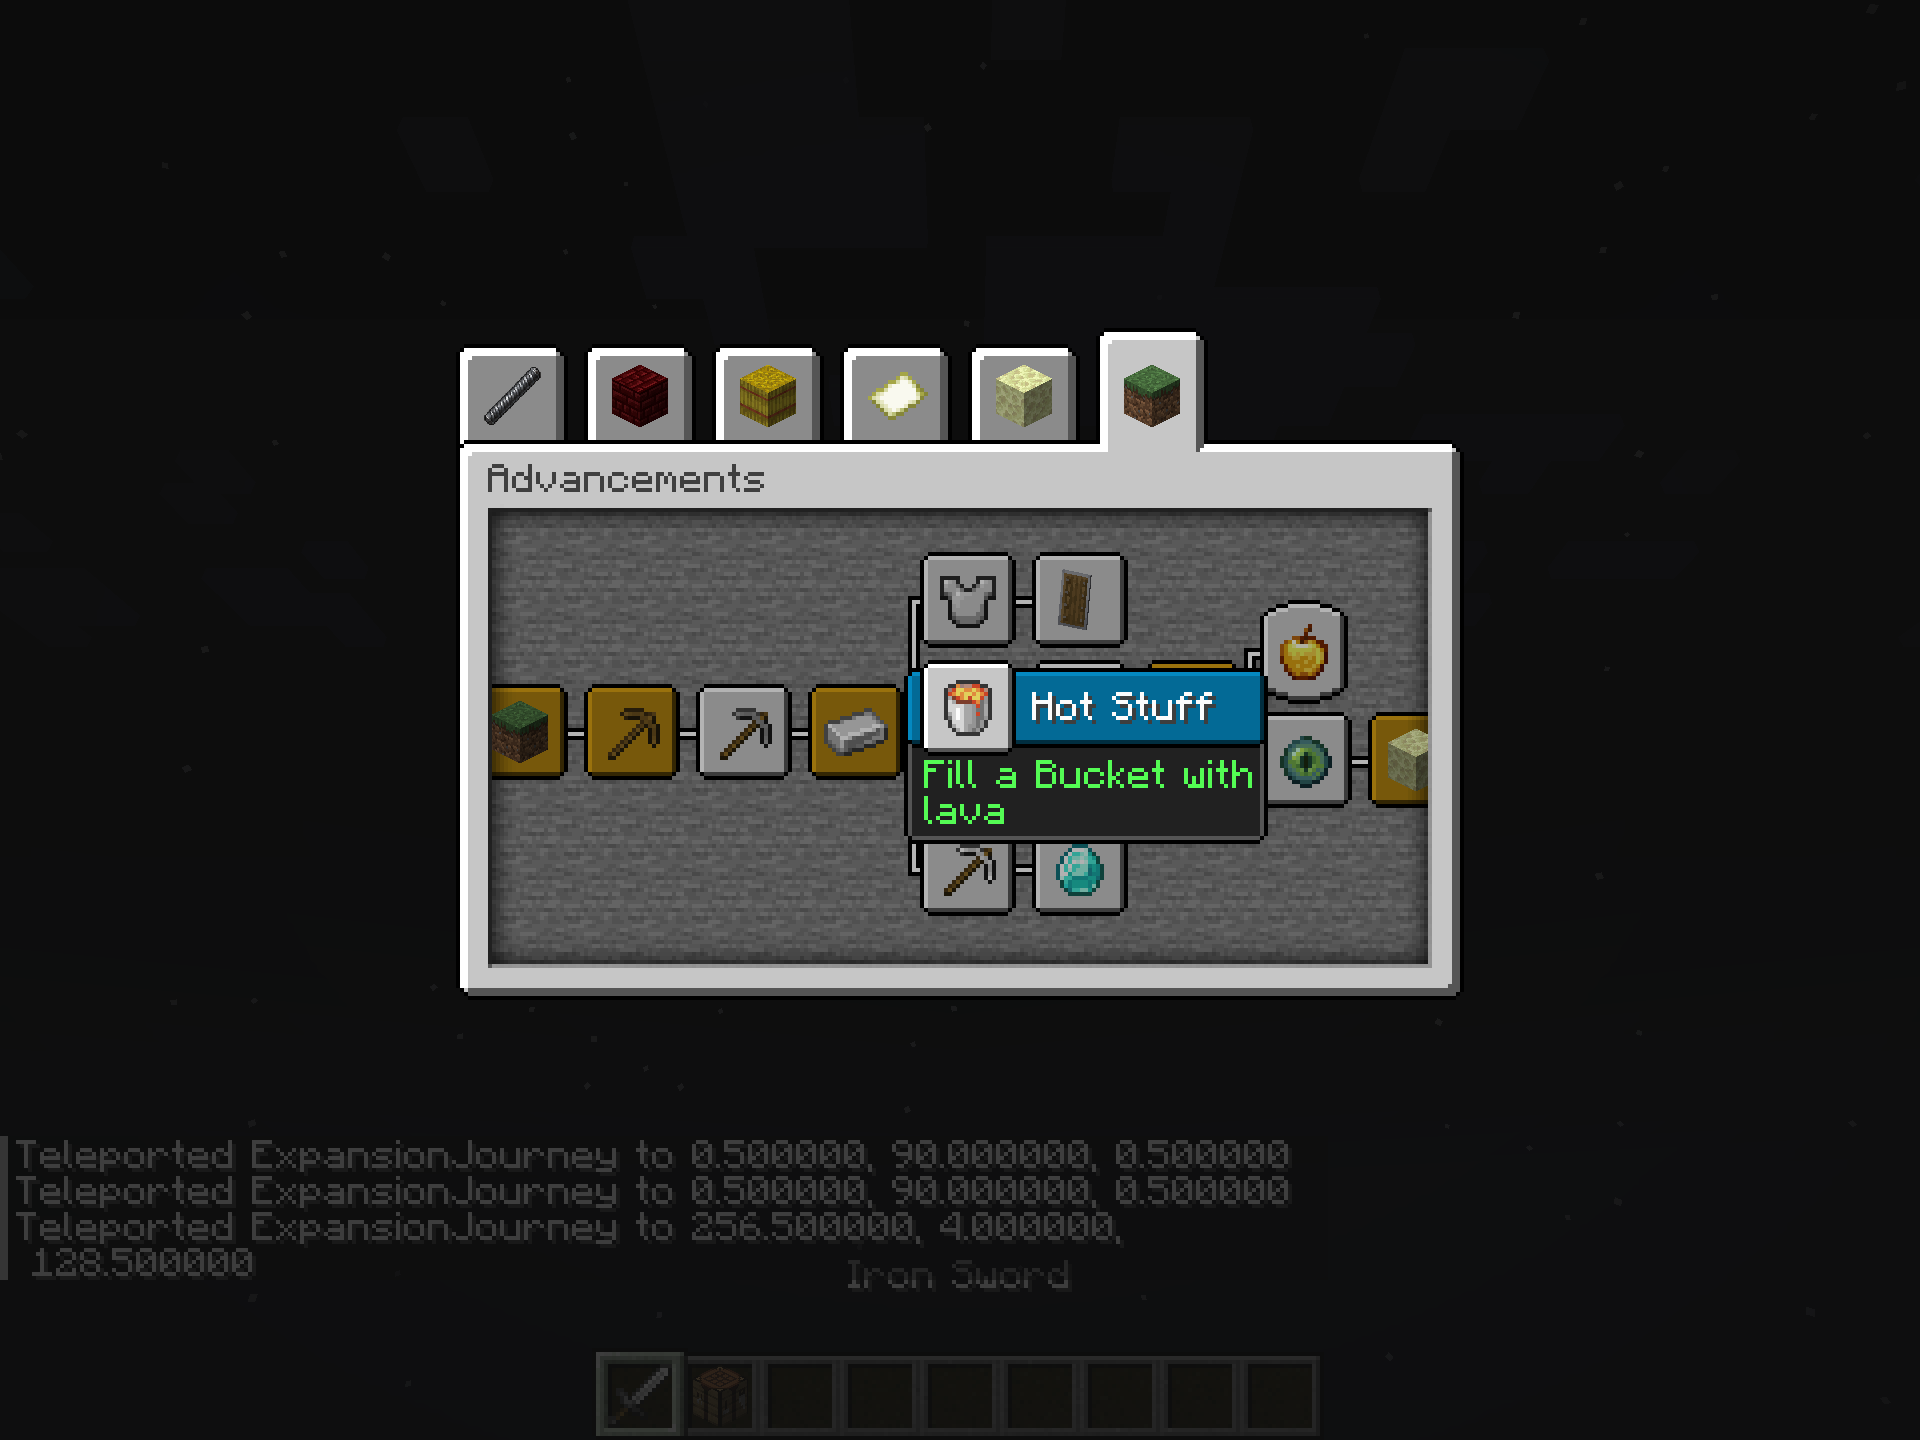 Advancements
Hot Stuff
Fill a Bucket with
lava
Teleported ExpansionJourney to 0.500000, 90.000000, 0.500000
Teleported ExpansionJourney to 0.500000, 90.000000, 0.500000
Teleported ExpansionJourney to 256.500000, 4.000000,
128.500000
Iron Sword